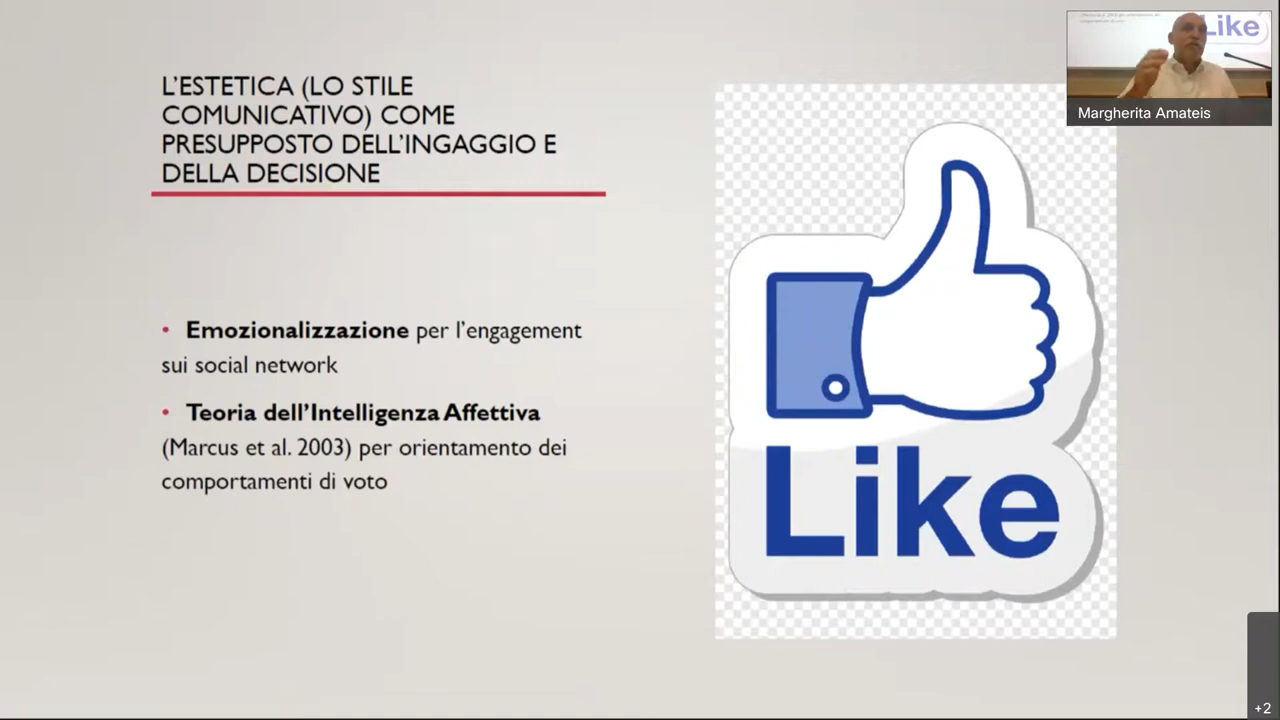 L'ESTETICA (LO STILE
COMUNICATIVO) COME
PRESUPPOSTO DELL'INGAGGIO E
DELLA DECISIONE
• Emozionalizzazione per l'engagement
sui social network
• Teoria dell'Intelligenza Affettiva
(Marcus et al. 2003) per orientamento dei
comportamenti di voto
Like
Like
Margherita Amateis
+2